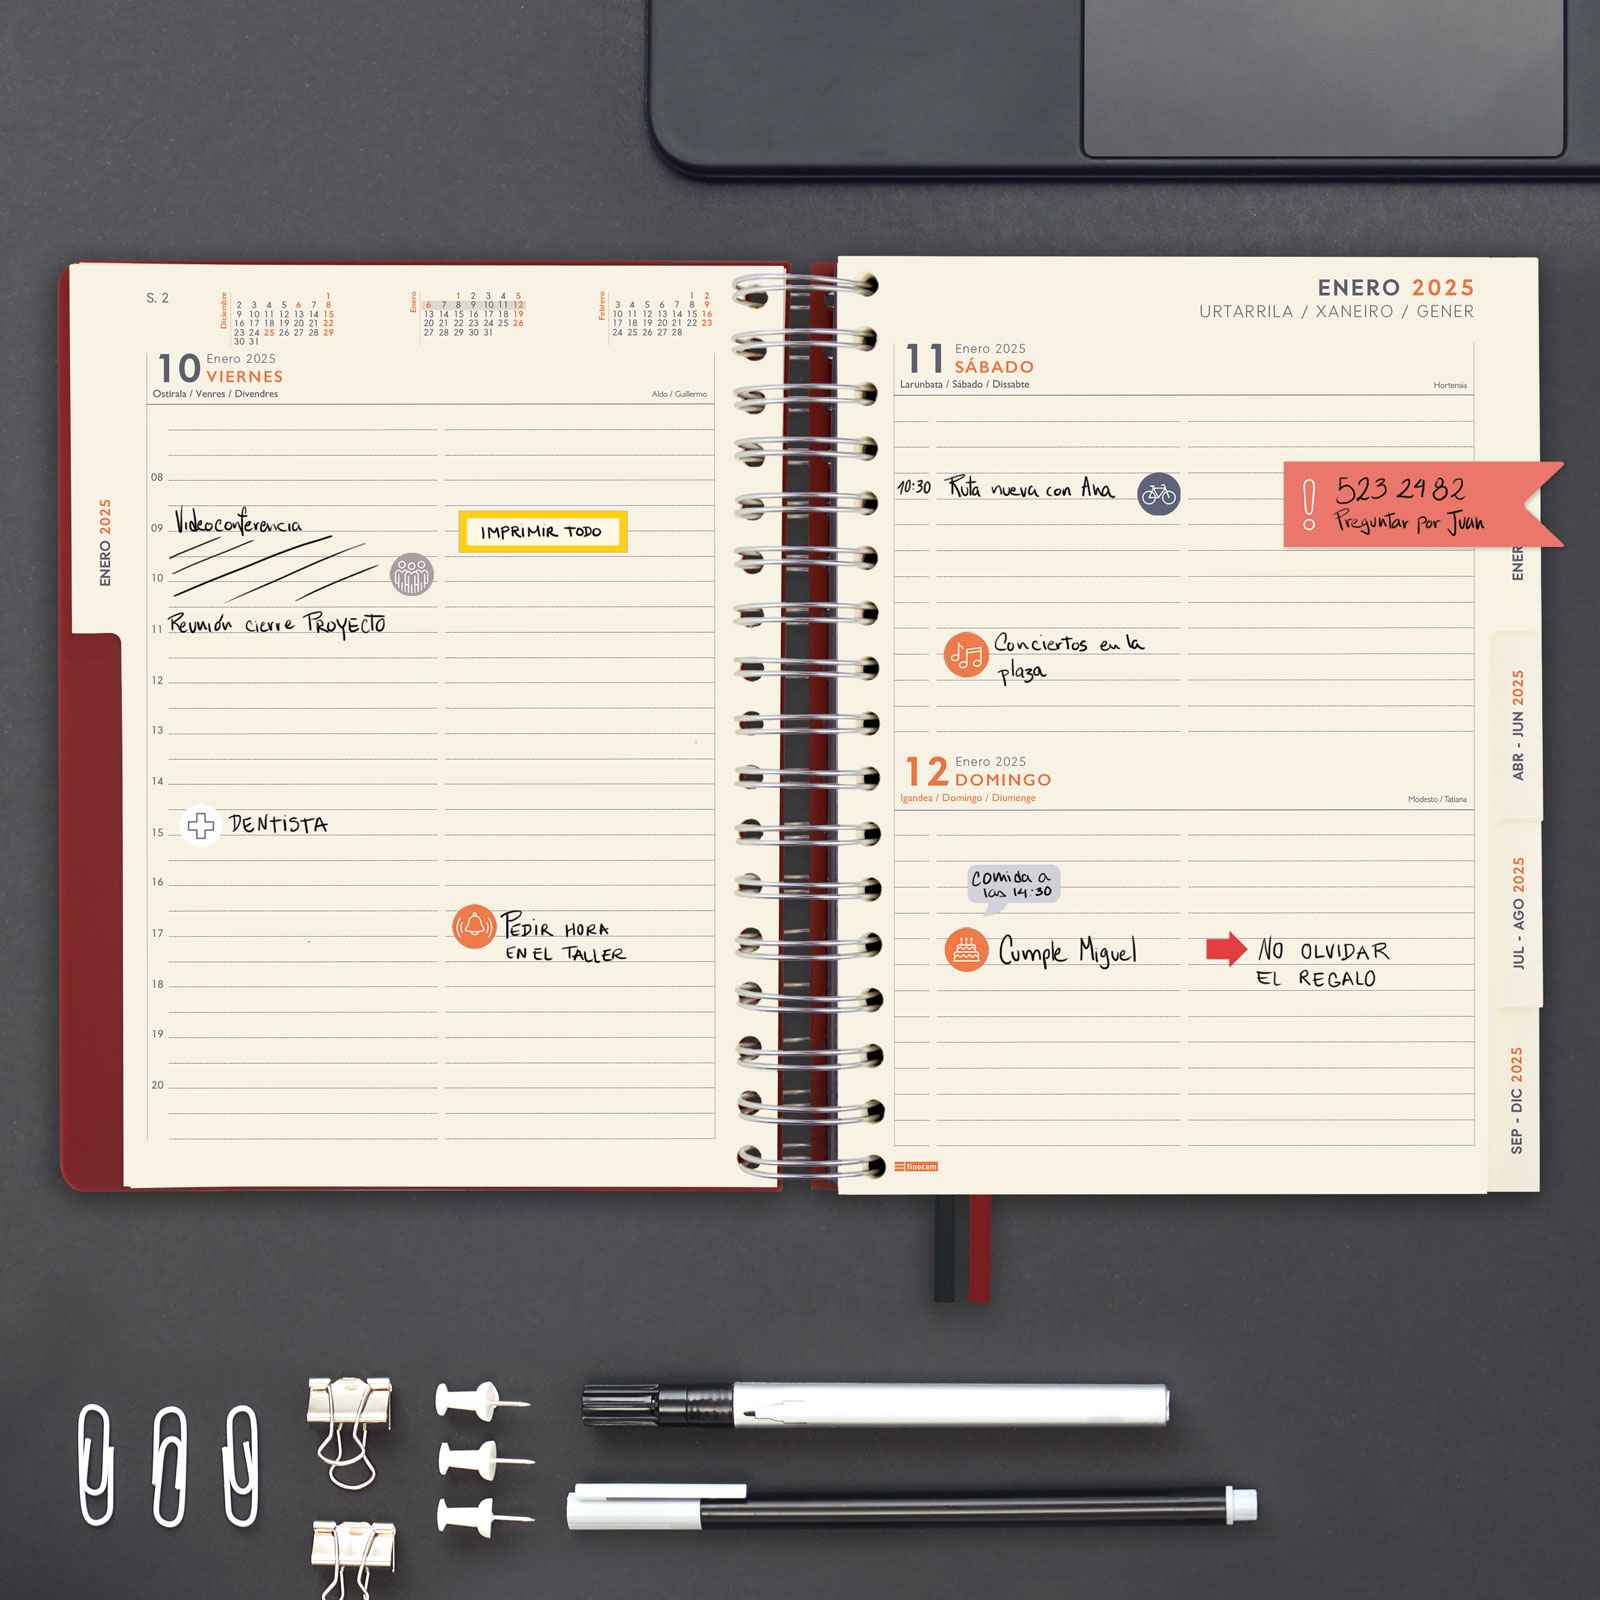 S. 2
Diciembre
1
2 3 4 5 6 7 8
9 10 11 12 13 14 15
16 17 18 19 20 21 22
23 24 25 26 27 28 29
30 31
Enero
1 2 3 4 5
6 7 8 9 10 11 12
13 14 15 16 17 18 19
20 21 22 23 24 25 26
27 28 29 30 31
Febrero
1 2
3 4 5 6 7 8 9
10 11 12 13 14 15 16
17 18 19 20 21 22 23
24 25 26 27 28
10 Enero 2025
VIERNES
Ostirala / Venres / Divendres
Aldo / Guillermo
ENERO 2025
08
09 Videoconferencia
IMPRIMIR TODO
10
11 Reunión cierre PROYECTO
12
13
14
15 DENTISTA
16
17
PEDIR HORA
EN EL TALLER
18
19
20
ENERO 2025
URTARRILA / XANEIRO / GENER
11 Enero 2025
SÁBADO
Larunbata / Sábado / Dissabte
Hortensia
10:30 Ruta nueva con Ana
523 2482
Preguntar por Juan
Conciertos en la
plaza
12 Enero 2025
DOMINGO
Igandea / Domingo / Diumenge
Modesto / Tatiana
Comida a
las 14:30
Cumple Miguel
NO OLVIDAR
EL REGALO
finocam
ENER
ABR - JUN 2025
JUL - AGO 2025
SEP - DIC 2025